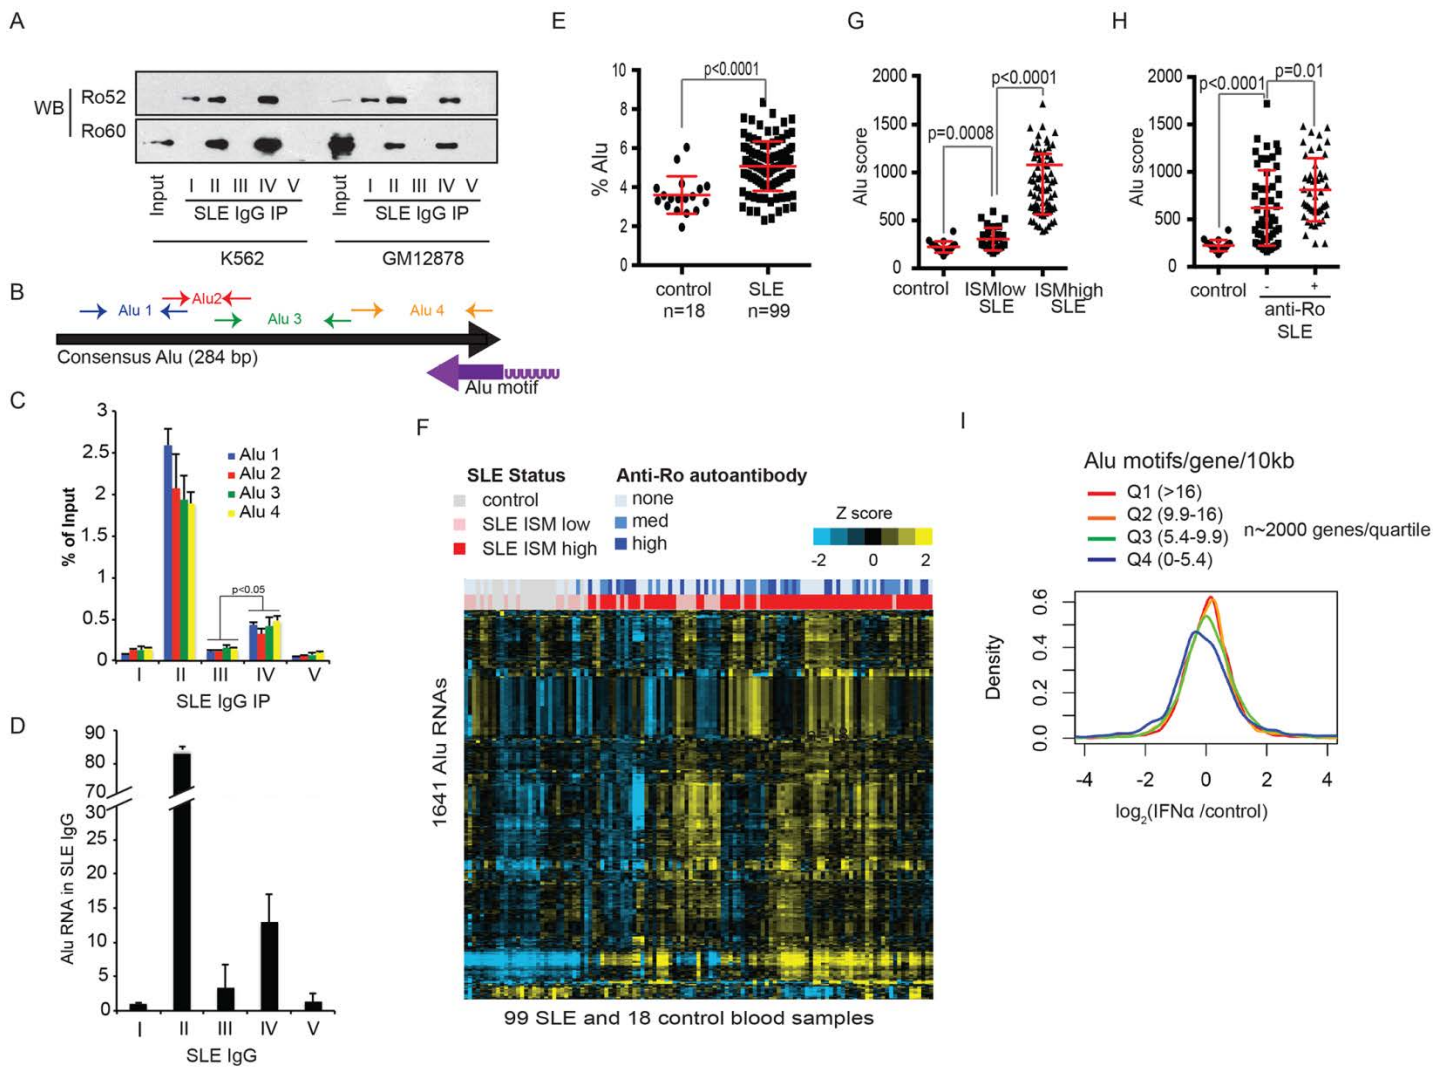 A
WB
Ro52
Ro60
Input
I II III IV V
SLE IgG IP
K562
Input
I II III IV V
SLE IgG IP
GM12878
B
Alu 1
Alu2
Alu 3
Alu 4
Consensus Alu (284 bp)
UUUUUUU
Alu motif
C
% of Input
3
2.5
2
1.5
1
0.5
0
Alu 1
Alu 2
Alu 3
Alu 4
p<0.05
I II III IV V
SLE IgG IP
D
Alu RNA in SLE IgG
90
80
70
30
25
20
15
10
5
0
I II III IV V
SLE IgG
E
% Alu
10
8
6
4
2
0
p<0.0001
control
n=18
SLE
n=99
F
SLE Status
control
SLE ISM low
SLE ISM high
Anti-Ro autoantibody
none
med
high
Z score
-2 0 2
1641 Alu RNAs
99 SLE and 18 control blood samples
G
Alu score
2000
1500
1000
500
0
p<0.0001
p=0.0008
control
ISMlow
SLE
ISMhigh
SLE
H
Alu score
2000
1500
1000
500
0
p<0.0001
p=0.01
control
- +
anti-Ro
SLE
I
Alu motifs/gene/10kb
Q1 (>16)
Q2 (9.9-16)
Q3 (5.4-9.9)
Q4 (0-5.4)
n~2000 genes/quartile
Density
0.6
0.4
0.2
0.0
-4 -2 0 2 4
log2(IFNα /control)